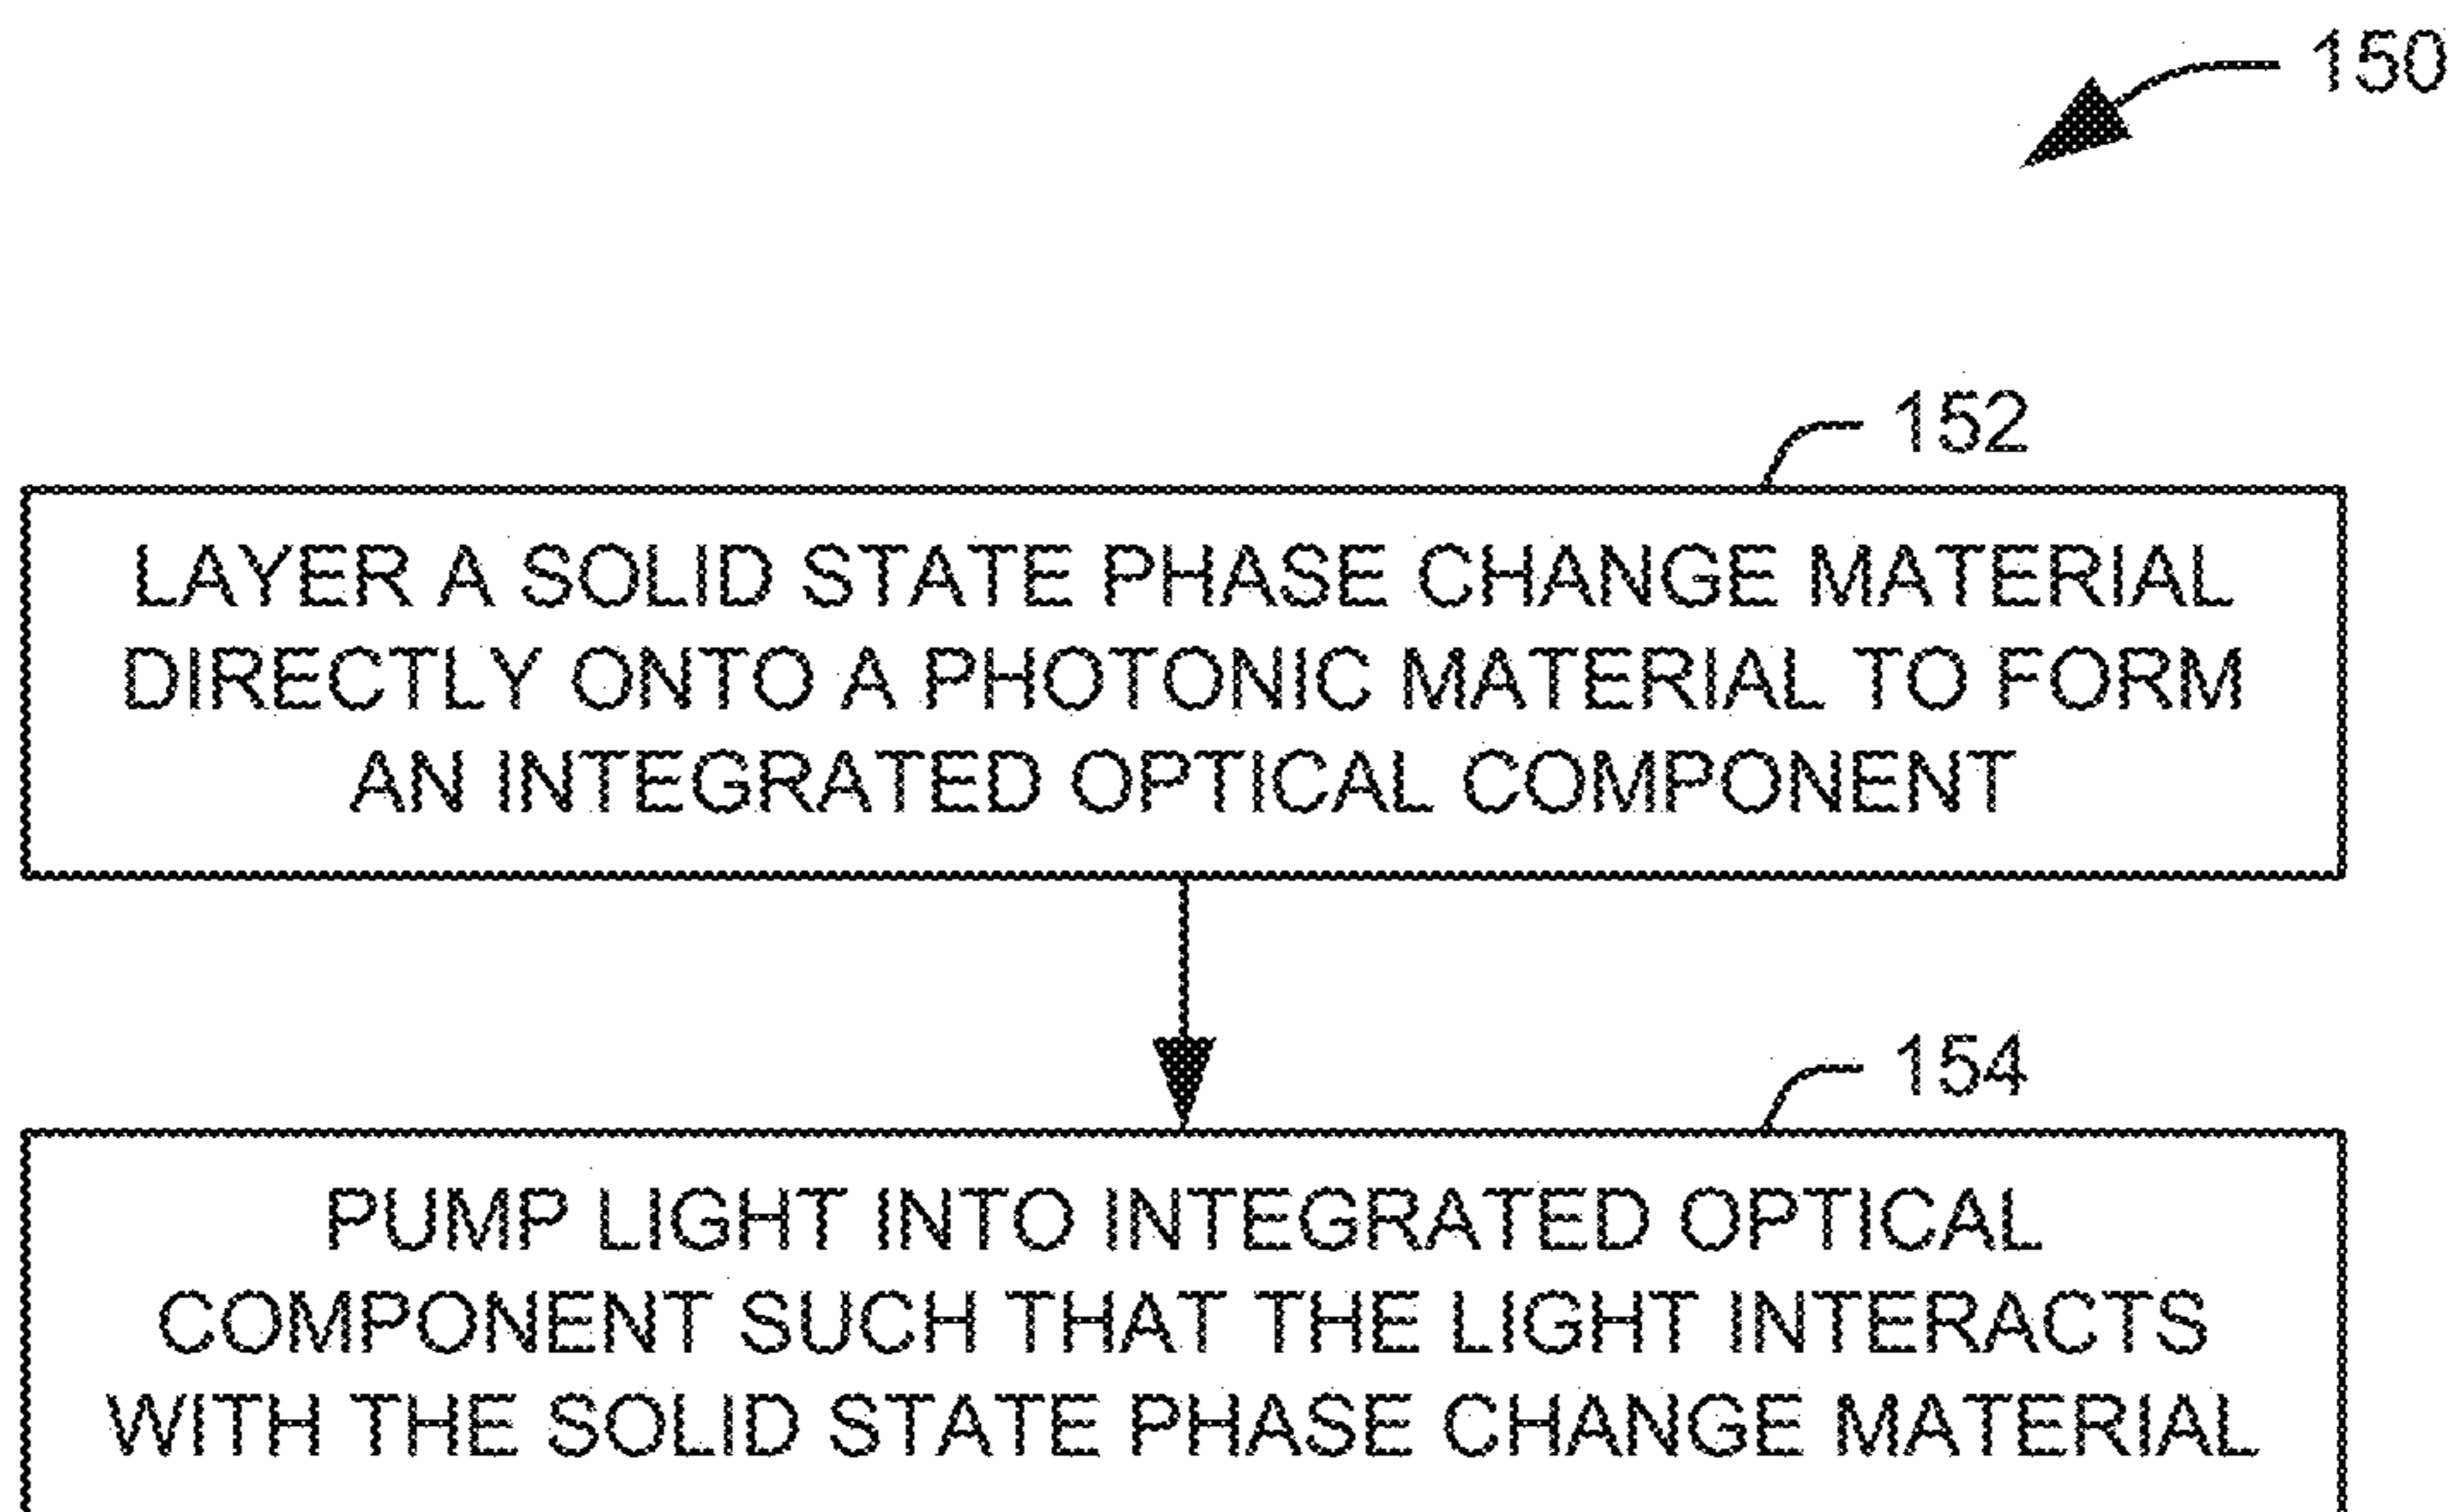 150
152
LAYER A SOLID STATE PHASE CHANGE MATERIAL
DIRECTLY ONTO A PHOTONIC MATERIAL TO FORM
AN INTEGRATED OPTICAL COMPONENT
154
PUMP LIGHT INTO INTEGRATED OPTICAL
COMPONENT SUCH THAT THE LIGHT INTERACTS
WITH THE SOLID STATE PHASE CHANGE MATERIAL